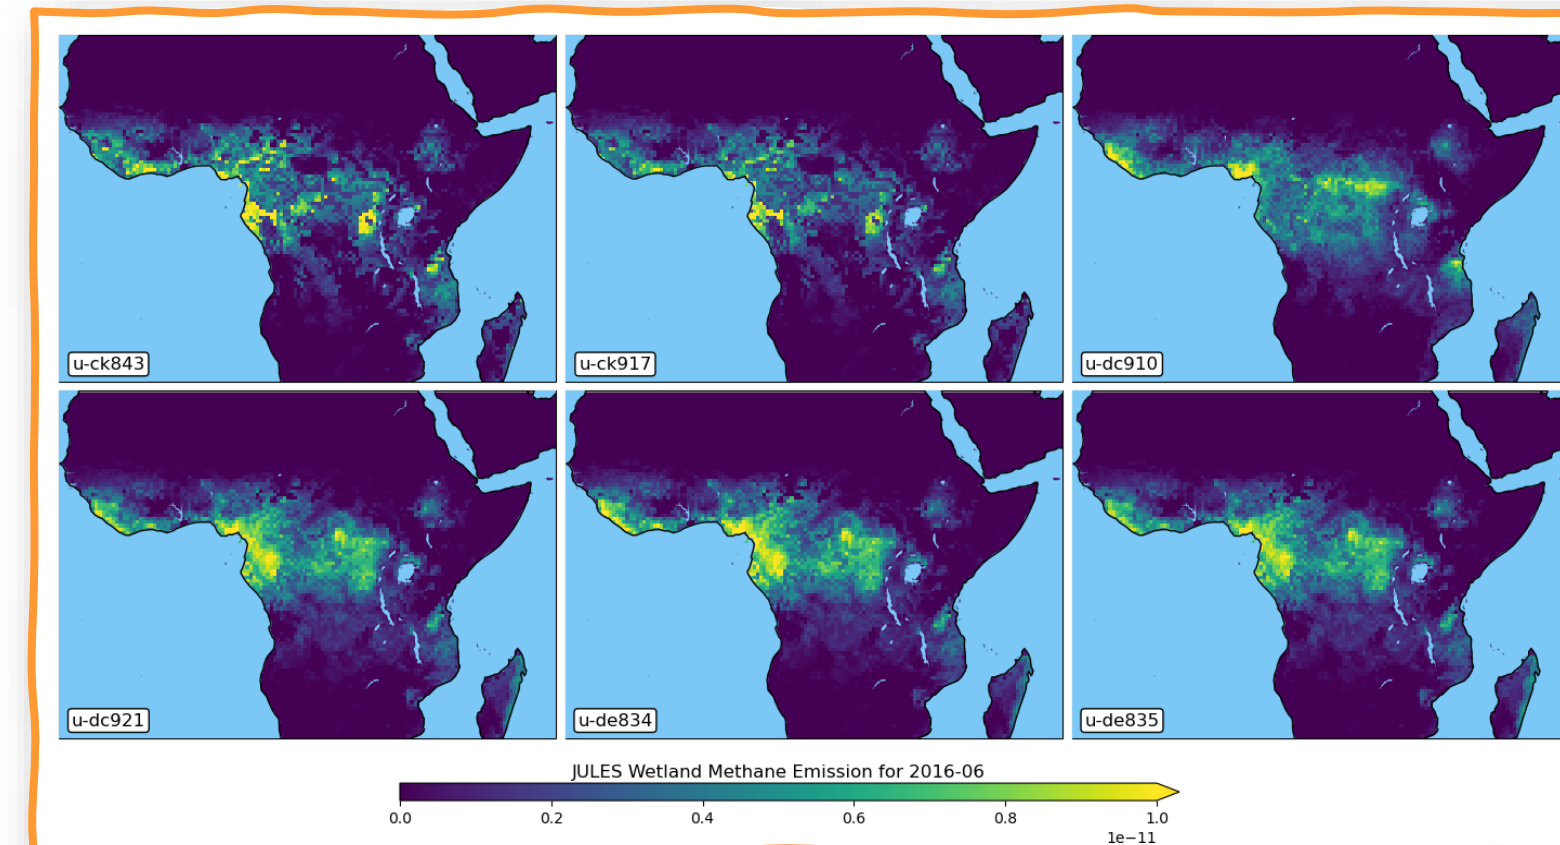 u-ck843
u-ck917
u-dc910
u-dc921
u-de834
u-de835
JULES Wetland Methane Emission for 2016-06
0.0 0.2 0.4 0.6 0.8 1.0
1e−11